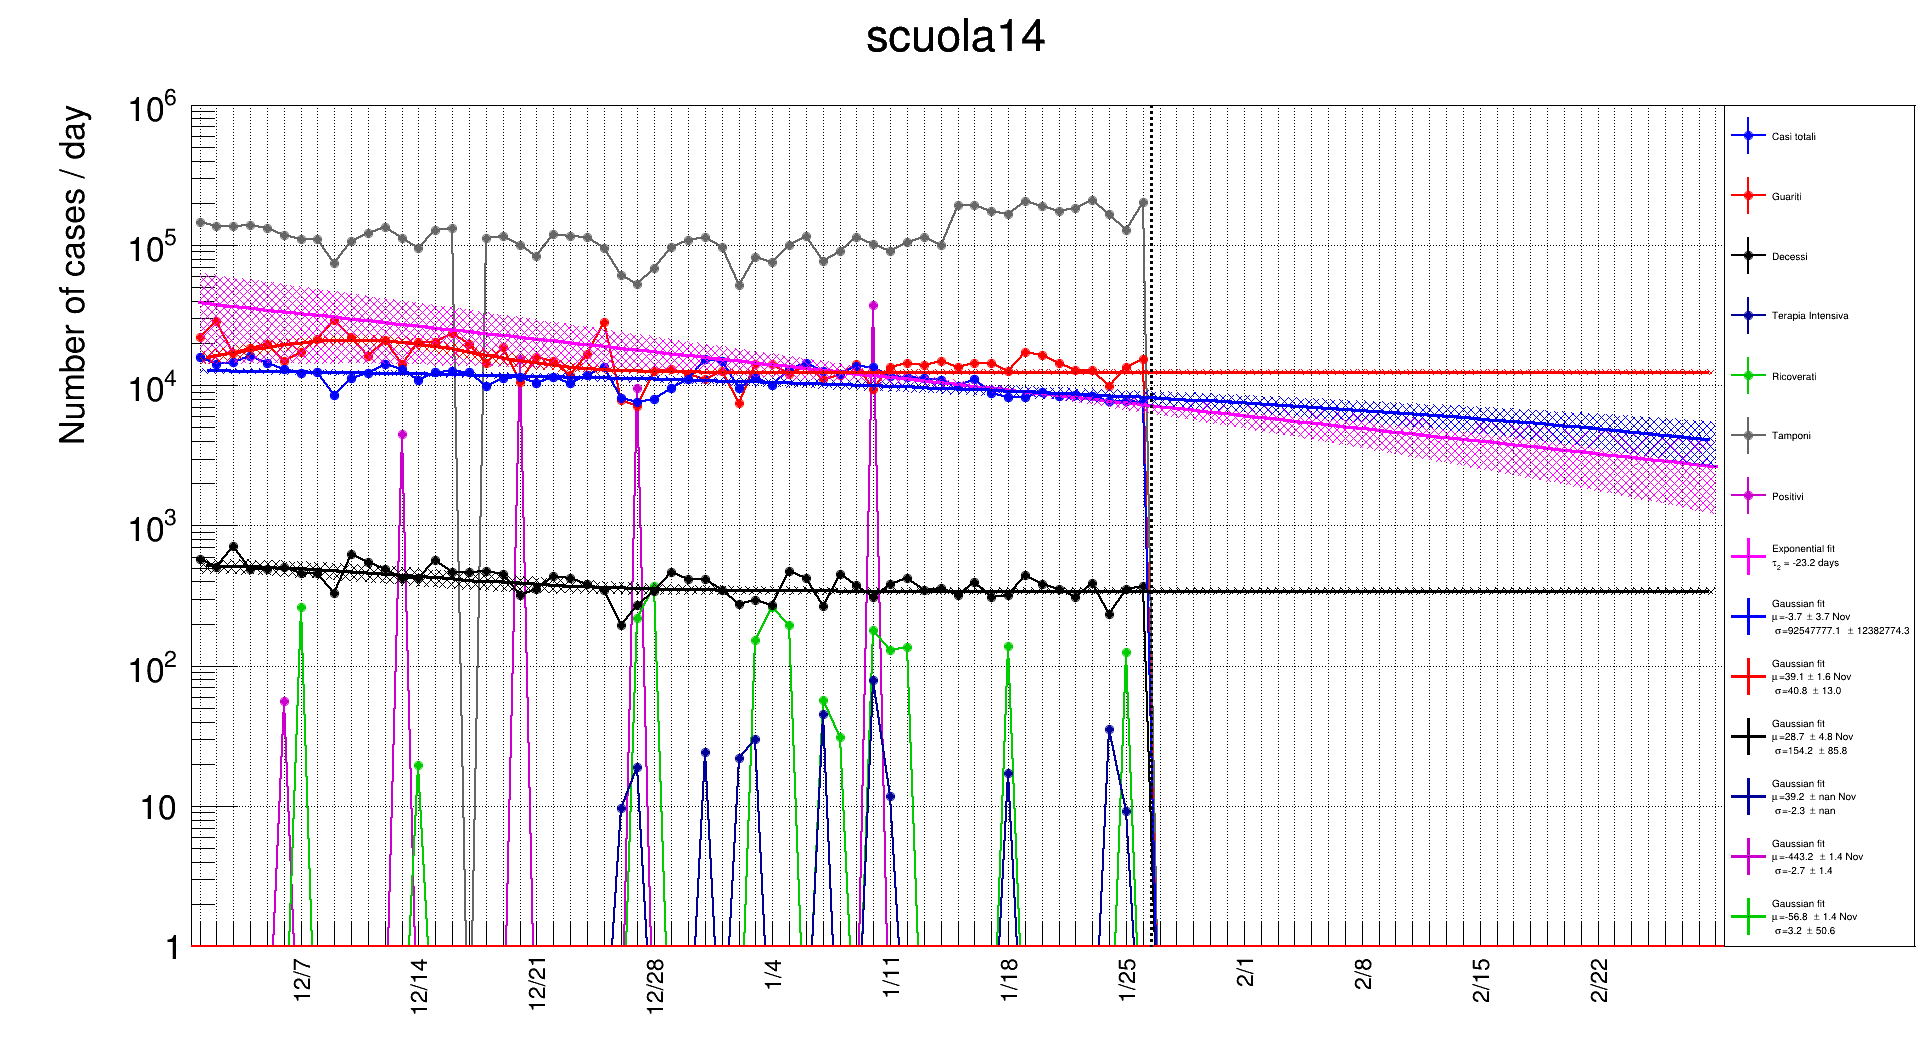 scuola14
Number of cases / day
10^6
10^5
10^4
10^3
10^2
10
1
12/7
12/14
12/21
12/28
1/4
1/11
1/18
1/25
2/1
2/8
2/15
2/22
Casi totali
Guariti
Decessi
Terapia Intensiva
Ricoverati
Tamponi
Positivi
Exponential fit
τ₂ = -23.2 days
Gaussian fit
μ=-3.7 ± 3.7 Nov
σ=92547777.1 ± 12382774.3
Gaussian fit
μ=39.1 ± 1.6 Nov
σ=40.8 ± 13.0
Gaussian fit
μ=28.7 ± 4.8 Nov
σ=154.2 ± 85.8
Gaussian fit
μ=39.2 ± nan Nov
σ=-2.3 ± nan
Gaussian fit
μ=-443.2 ± 1.4 Nov
σ=-2.7 ± 1.4
Gaussian fit
μ=-56.8 ± 1.4 Nov
σ=3.2 ± 50.6